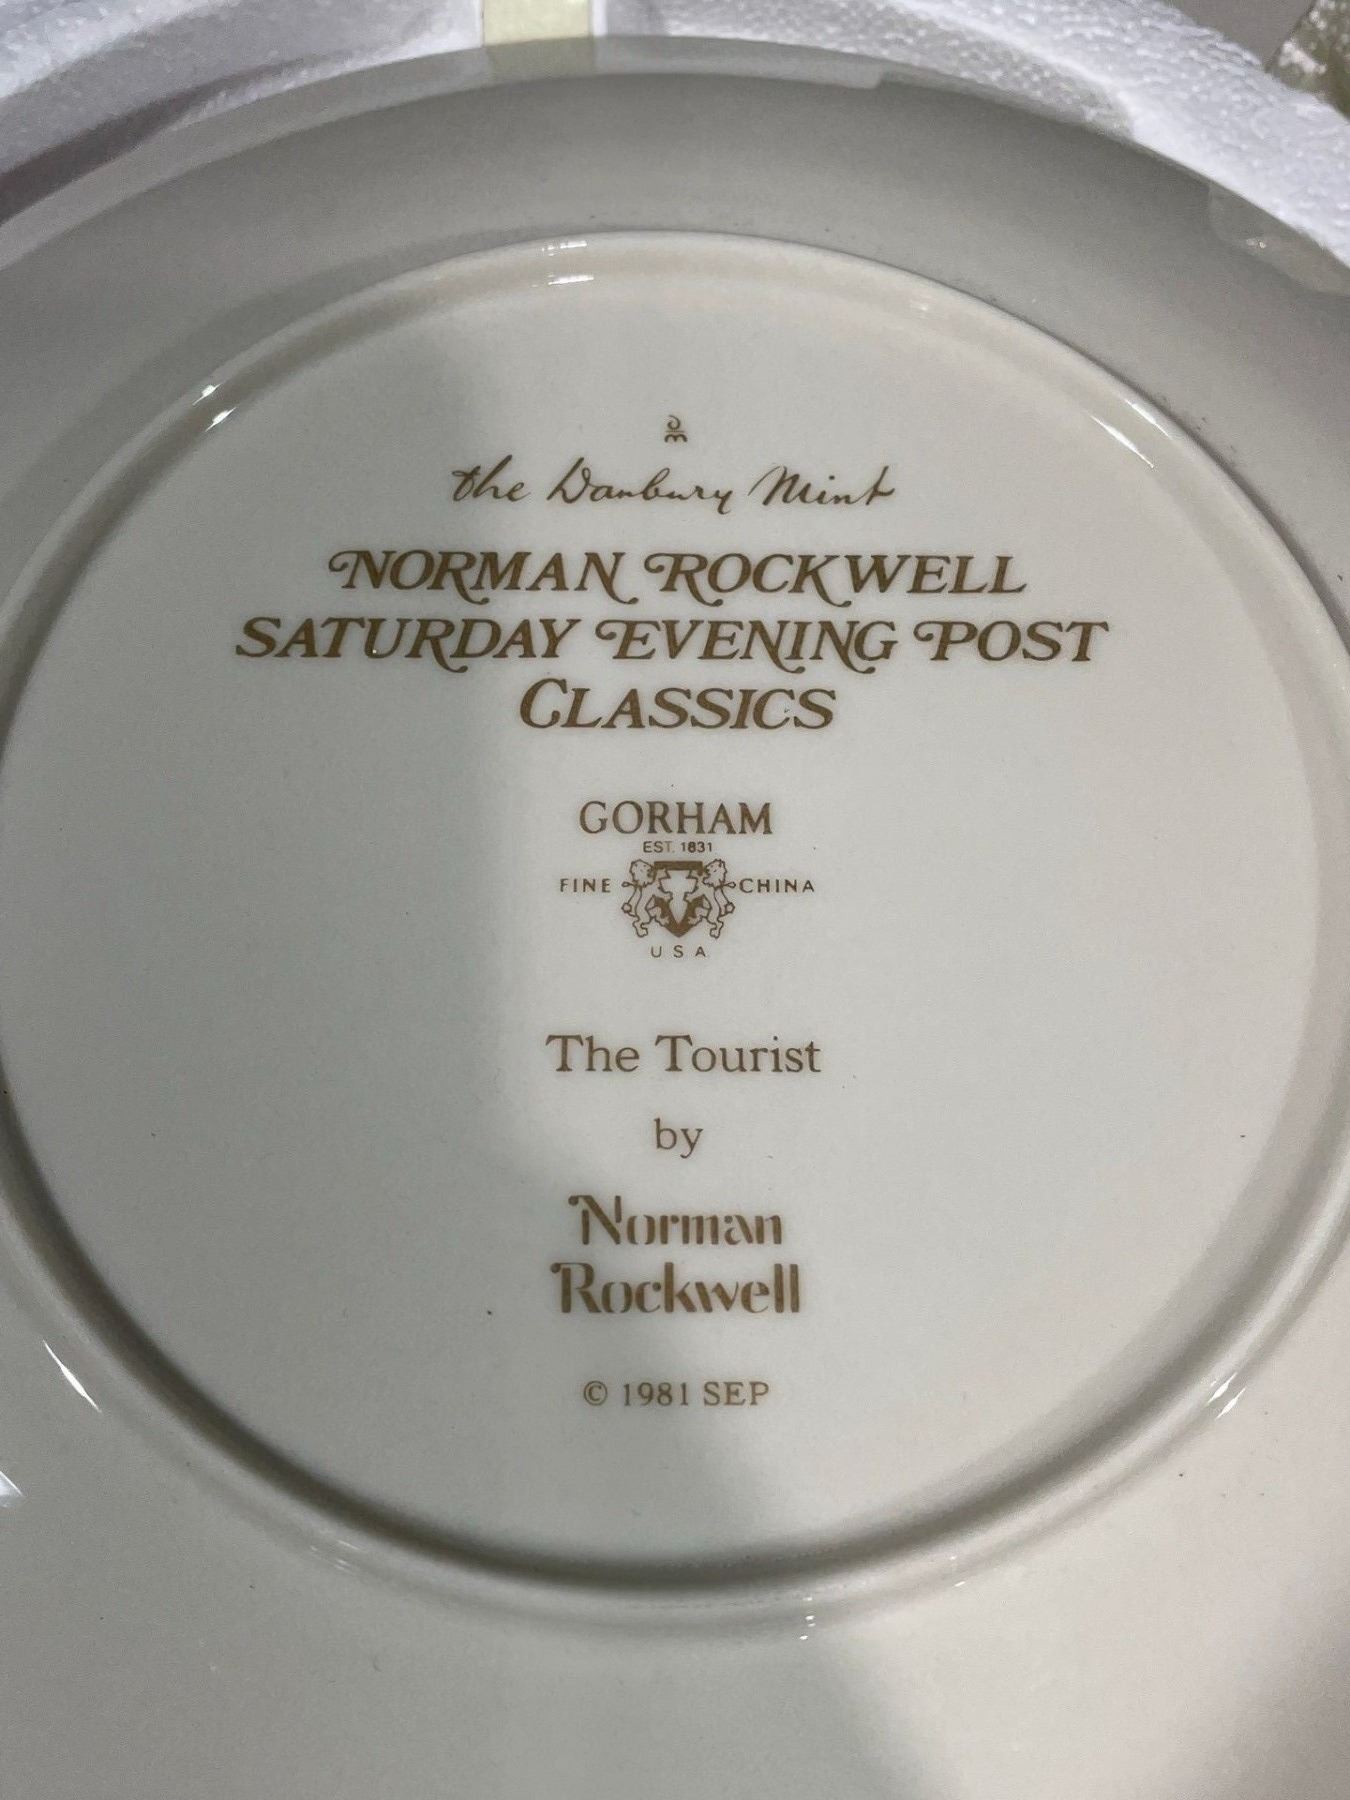 the Danbury Mint
NORMAN ROCKWELL
SATURDAY EVENING POST
CLASSICS
GORHAM
EST. 1831
FINE CHINA
USA
The Tourist
by
Norman
Rockwell
© 1981 SEP